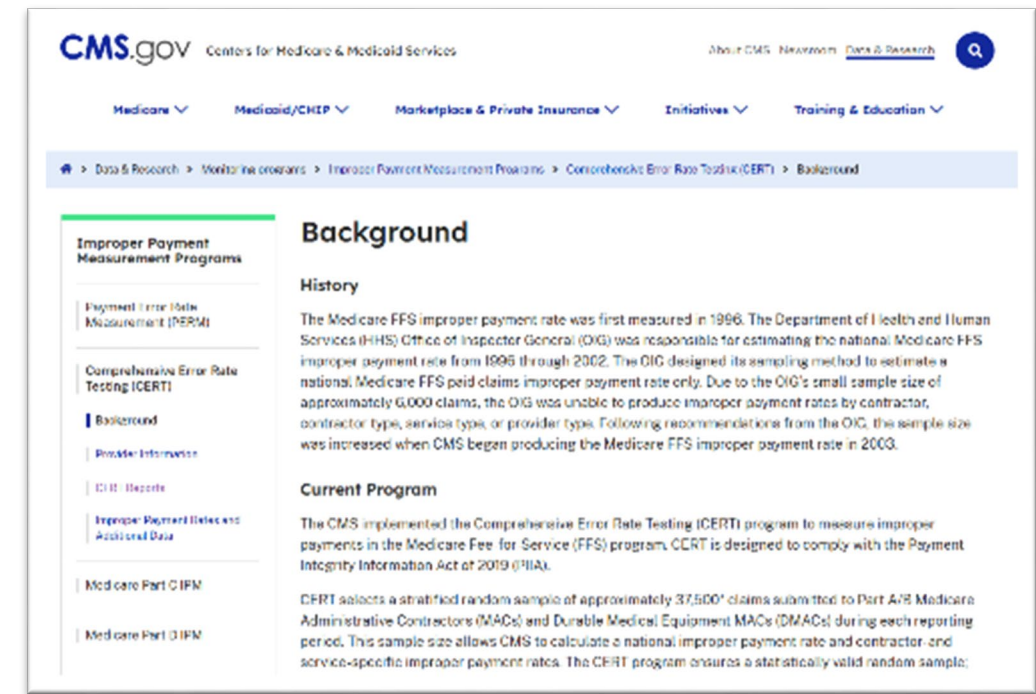 CMS.gov Centers for Medicare & Medicaid Services
About CMS Newsroom Data & Research
Medicare Medicaid/CHIP Marketplace & Private Insurance Initiatives Training & Education
> Data & Research > Monitoring programs > Improper Payment Measurement Programs > Comprehensive Error Rate Testing (CERT) > Background
Improper Payment
Measurement Programs
Payment Error Rate
Measurement (PERM)
Comprehensive Error Rate
Testing (CERT)
Background
Provider Information
CERT Reports
Improper Payment Rates and
Additional Data
Medicare Part C IPM
Medicare Part D IPM
Background
History
The Medicare FFS improper payment rate was first measured in 1996. The Department of Health and Human
Services (HHS) Office of Inspector General (OIG) was responsible for estimating the national Medicare FFS
improper payment rate from 1996 through 2002. The OIG designed its sampling method to estimate a
national Medicare FFS paid claims improper payment rate only. Due to the OIG's small sample size of
approximately 6,000 claims, the OIG was unable to produce improper payment rates by contractor,
contractor type, service type, or provider type. Following recommendations from the OIG, the sample size
was increased when CMS began producing the Medicare FFS improper payment rate in 2003.
Current Program
The CMS implemented the Comprehensive Error Rate Testing (CERT) program to measure improper
payments in the Medicare Fee-for-Service (FFS) program. CERT is designed to comply with the Payment
Integrity Information Act of 2019 (PIIA).
CERT selects a stratified random sample of approximately 37,500* claims submitted to Part A/B Medicare
Administrative Contractors (MACs) and Durable Medical Equipment MACs (DMACs) during each reporting
period. This sample size allows CMS to calculate a national improper payment rate and contractor-and
service-specific improper payment rates. The CERT program ensures a statistically valid random sample;